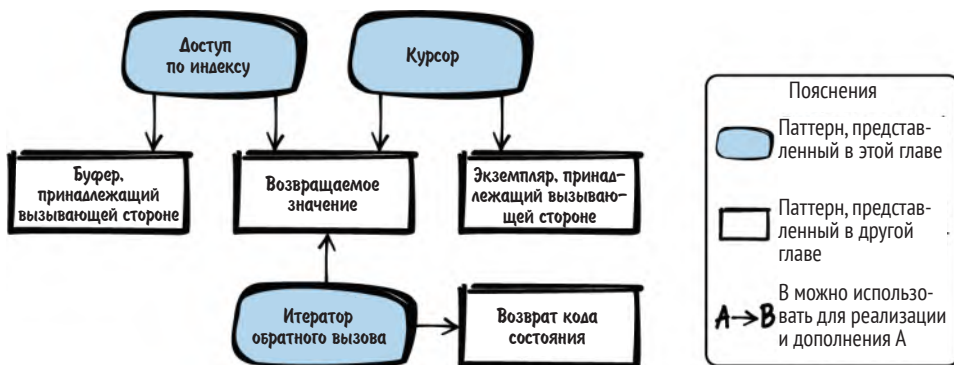 Доступ
по индексу
Курсор
Буфер,
принадлежащий
вызывающей стороне
Возвращаемое
значение
Экземпляр, принад-
лежащий вызываю-
щей стороне
Итератор
обратного вызова
Возврат кода
состояния
Пояснения
Паттерн, представ-
ленный в этой главе
Паттерн, представ-
ленный в другой
главе
A→B
В можно использо-
вать для реализации
и дополнения А